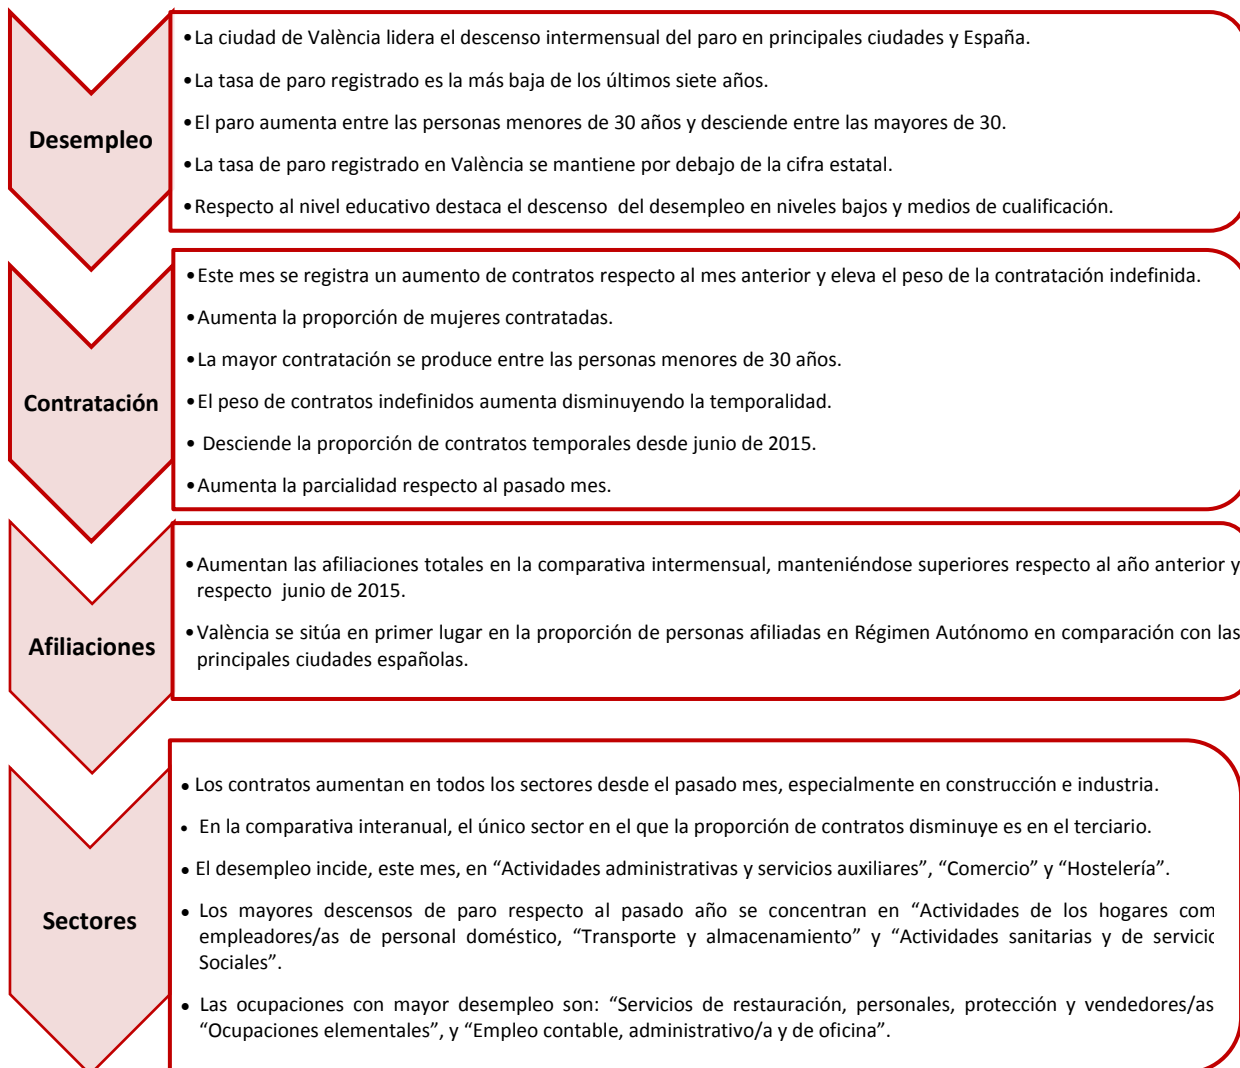 Desempleo
•La ciudad de València lidera el descenso intermensual del paro en principales ciudades y España.
•La tasa de paro registrado es la más baja de los últimos siete años.
•El paro aumenta entre las personas menores de 30 años y desciende entre las mayores de 30.
•La tasa de paro registrado en València se mantiene por debajo de la cifra estatal.
•Respecto al nivel educativo destaca el descenso del desempleo en niveles bajos y medios de cualificación.
Contratación
•Este mes se registra un aumento de contratos respecto al mes anterior y eleva el peso de la contratación indefinida.
•Aumenta la proporción de mujeres contratadas.
•La mayor contratación se produce entre las personas menores de 30 años.
•El peso de contratos indefinidos aumenta disminuyendo la temporalidad.
• Desciende la proporción de contratos temporales desde junio de 2015.
•Aumenta la parcialidad respecto al pasado mes.
Afiliaciones
•Aumentan las afiliaciones totales en la comparativa intermensual, manteniéndose superiores respecto al año anterior y
respecto junio de 2015.
•València se sitúa en primer lugar en la proporción de personas afiliadas en Régimen Autónomo en comparación con las
principales ciudades españolas.
Sectores
• Los contratos aumentan en todos los sectores desde el pasado mes, especialmente en construcción e industria.
• En la comparativa interanual, el único sector en el que la proporción de contratos disminuye es en el terciario.
• El desempleo incide, este mes, en “Actividades administrativas y servicios auxiliares”, “Comercio” y “Hostelería”.
• Los mayores descensos de paro respecto al pasado año se concentran en “Actividades de los hogares com
empleadores/as de personal doméstico, “Transporte y almacenamiento” y “Actividades sanitarias y de servic
Sociales”.
• Las ocupaciones con mayor desempleo son: “Servicios de restauración, personales, protección y vendedores/as
“Ocupaciones elementales”, y “Empleo contable, administrativo/a y de oficina”.